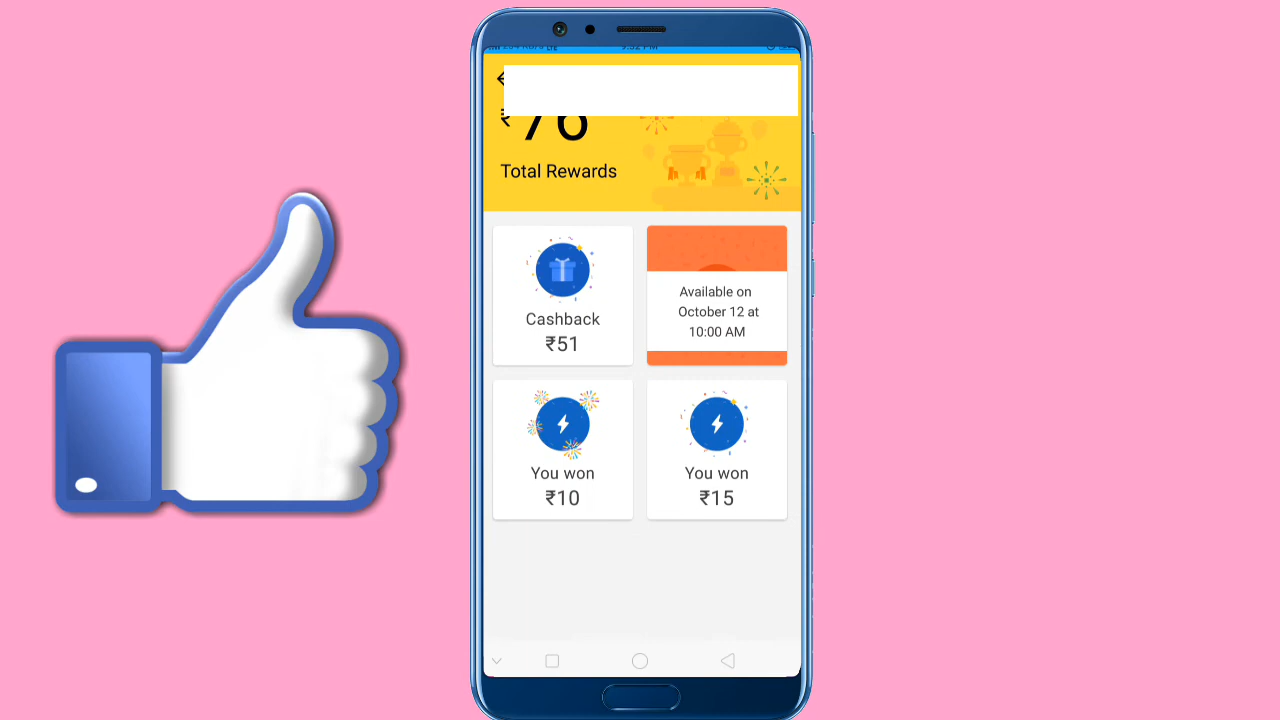 ₹76
Total Rewards
Cashback
₹51
Available on
October 12 at
10:00 AM
You won
₹10
You won
₹15